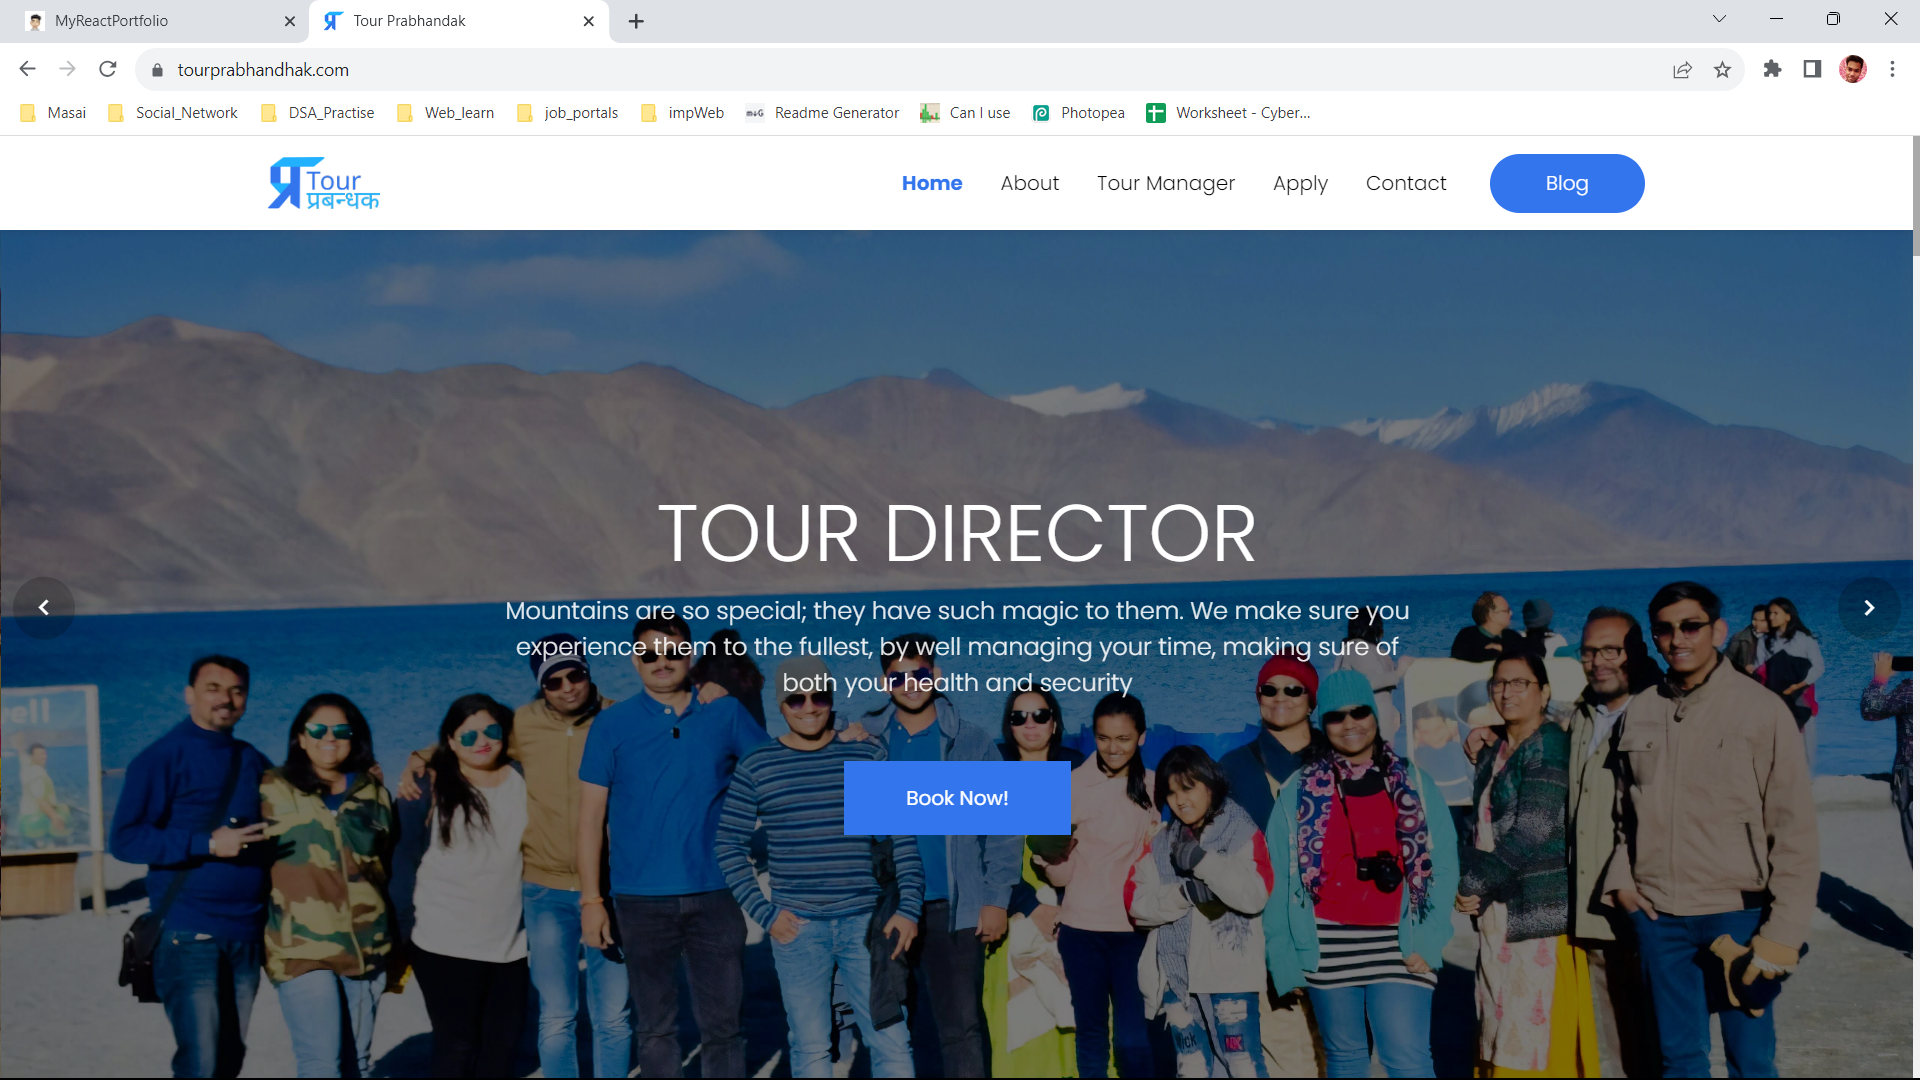 MyReactPortfolio
Tour Prabhandak
tourprabhandhak.com
Masai
Social_Network
DSA_Practise
Web_learn
job_portals
impWeb
Readme Generator
Can I use
Photopea
Worksheet - Cyber...
Tour
प्रबन्धक
Home
About
Tour Manager
Apply
Contact
Blog
TOUR DIRECTOR
Mountains are so special; they have such magic to them. We make sure you
experience them to the fullest, by well managing your time, making sure of
both your health and security
Book Now!